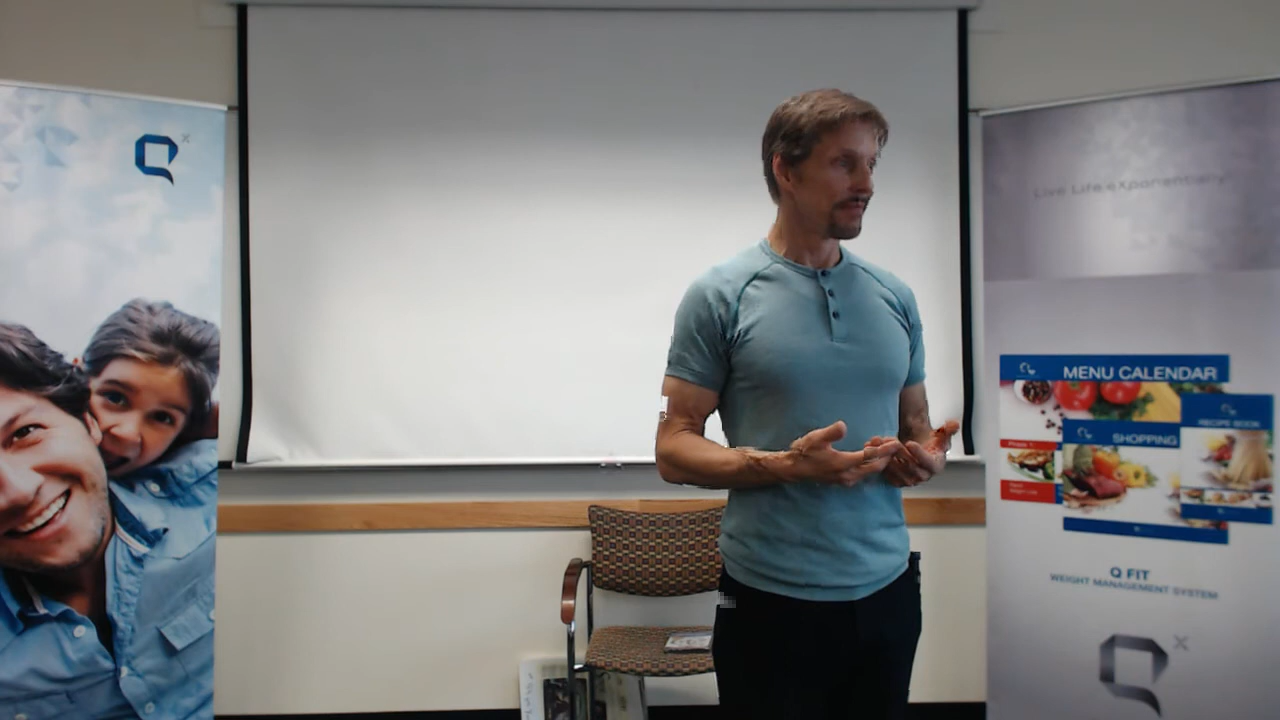 Q X
Live Life eXponentially
MENU CALENDAR
RECIPE BOOK
SHOPPING
Q FIT
WEIGHT MANAGEMENT SYSTEM
Q X